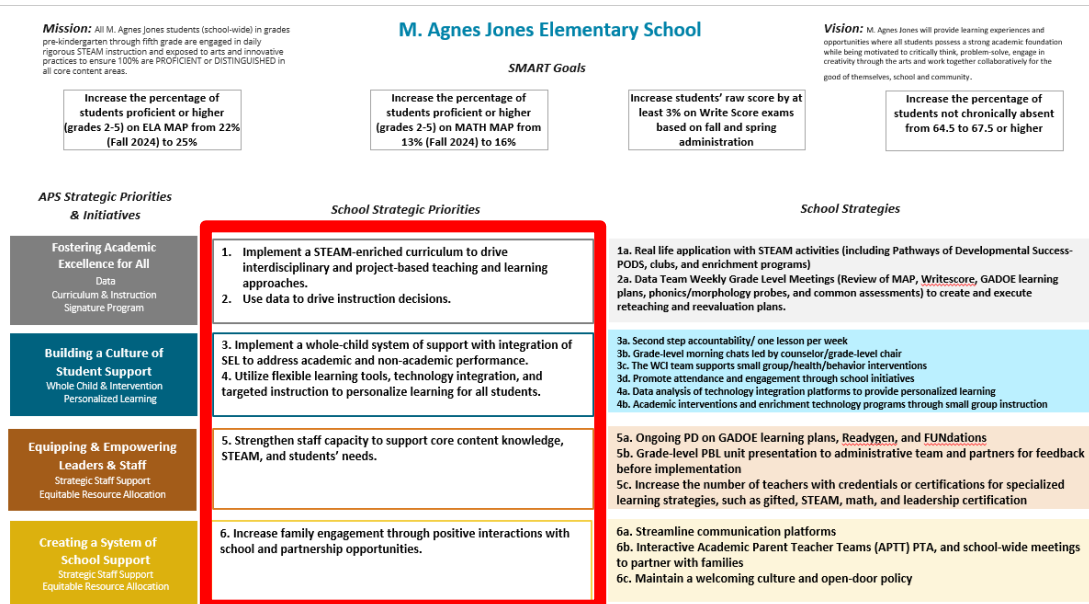 Mission: All M. Agnes Jones students (school-wide) in grades
pre-kindergarten through fifth grade are engaged in daily
rigorous STEAM instruction and exposed to arts and innovative
practices to ensure 100% are PROFICIENT or DISTINGUISHED in
all core content areas.
M. Agnes Jones Elementary School
Vision: M. Agnes Jones will provide learning experiences and
opportunities where all students possess a strong academic foundation
while being motivated to critically think, problem-solve, engage in
creativity through the arts and work together collaboratively for the
good of themselves, school and community.
SMART Goals
Increase the percentage of
students proficient or higher
(grades 2-5) on ELA MAP from 22%
(Fall 2024) to 25%
Increase the percentage of
students proficient or higher
(grades 2-5) on MATH MAP from
13% (Fall 2024) to 16%
Increase students' raw score by at
least 3% on Write Score exams
based on fall and spring
administration
Increase the percentage of
students not chronically absent
from 64.5 to 67.5 or higher
APS Strategic Priorities
& Initiatives
School Strategic Priorities
School Strategies
Fostering Academic
Excellence for All
Data
Curriculum & Instruction
Signature Program
1. Implement a STEAM-enriched curriculum to drive
interdisciplinary and project-based teaching and learning
approaches.
2. Use data to drive instruction decisions.
1a. Real life application with STEAM activities (including Pathways of Developmental Success-
PODS, clubs, and enrichment programs)
2a. Data Team Weekly Grade Level Meetings (Review of MAP, Writescore, GADOE learning
plans, phonics/morphology probes, and common assessments) to create and execute
reteaching and reevaluation plans.
Building a Culture of
Student Support
Whole Child & Intervention
Personalized Learning
3. Implement a whole-child system of support with integration of
SEL to address academic and non-academic performance.
4. Utilize flexible learning tools, technology integration, and
targeted instruction to personalize learning for all students.
3a. Second step accountability/ one lesson per week
3b. Grade-level morning chats led by counselor/grade-level chair
3c. The WCI team supports small group/health/behavior interventions
3d. Promote attendance and engagement through school initiatives
4a. Data analysis of technology integration platforms to provide personalized learning
4b. Academic interventions and enrichment technology programs through small group instruction
Equipping & Empowering
Leaders & Staff
Strategic Staff Support
Equitable Resource Allocation
5. Strengthen staff capacity to support core content knowledge,
STEAM, and students' needs.
5a. Ongoing PD on GADOE learning plans, Readygen, and FUNdations
5b. Grade-level PBL unit presentation to administrative team and partners for feedback
before implementation
5c. Increase the number of teachers with credentials or certifications for specialized
learning strategies, such as gifted, STEAM, math, and leadership certification
Creating a System of
School Support
Strategic Staff Support
Equitable Resource Allocation
6. Increase family engagement through positive interactions with
school and partnership opportunities.
6a. Streamline communication platforms
6b. Interactive Academic Parent Teacher Teams (APTT) PTA, and school-wide meetings
to partner with families
6c. Maintain a welcoming culture and open-door policy